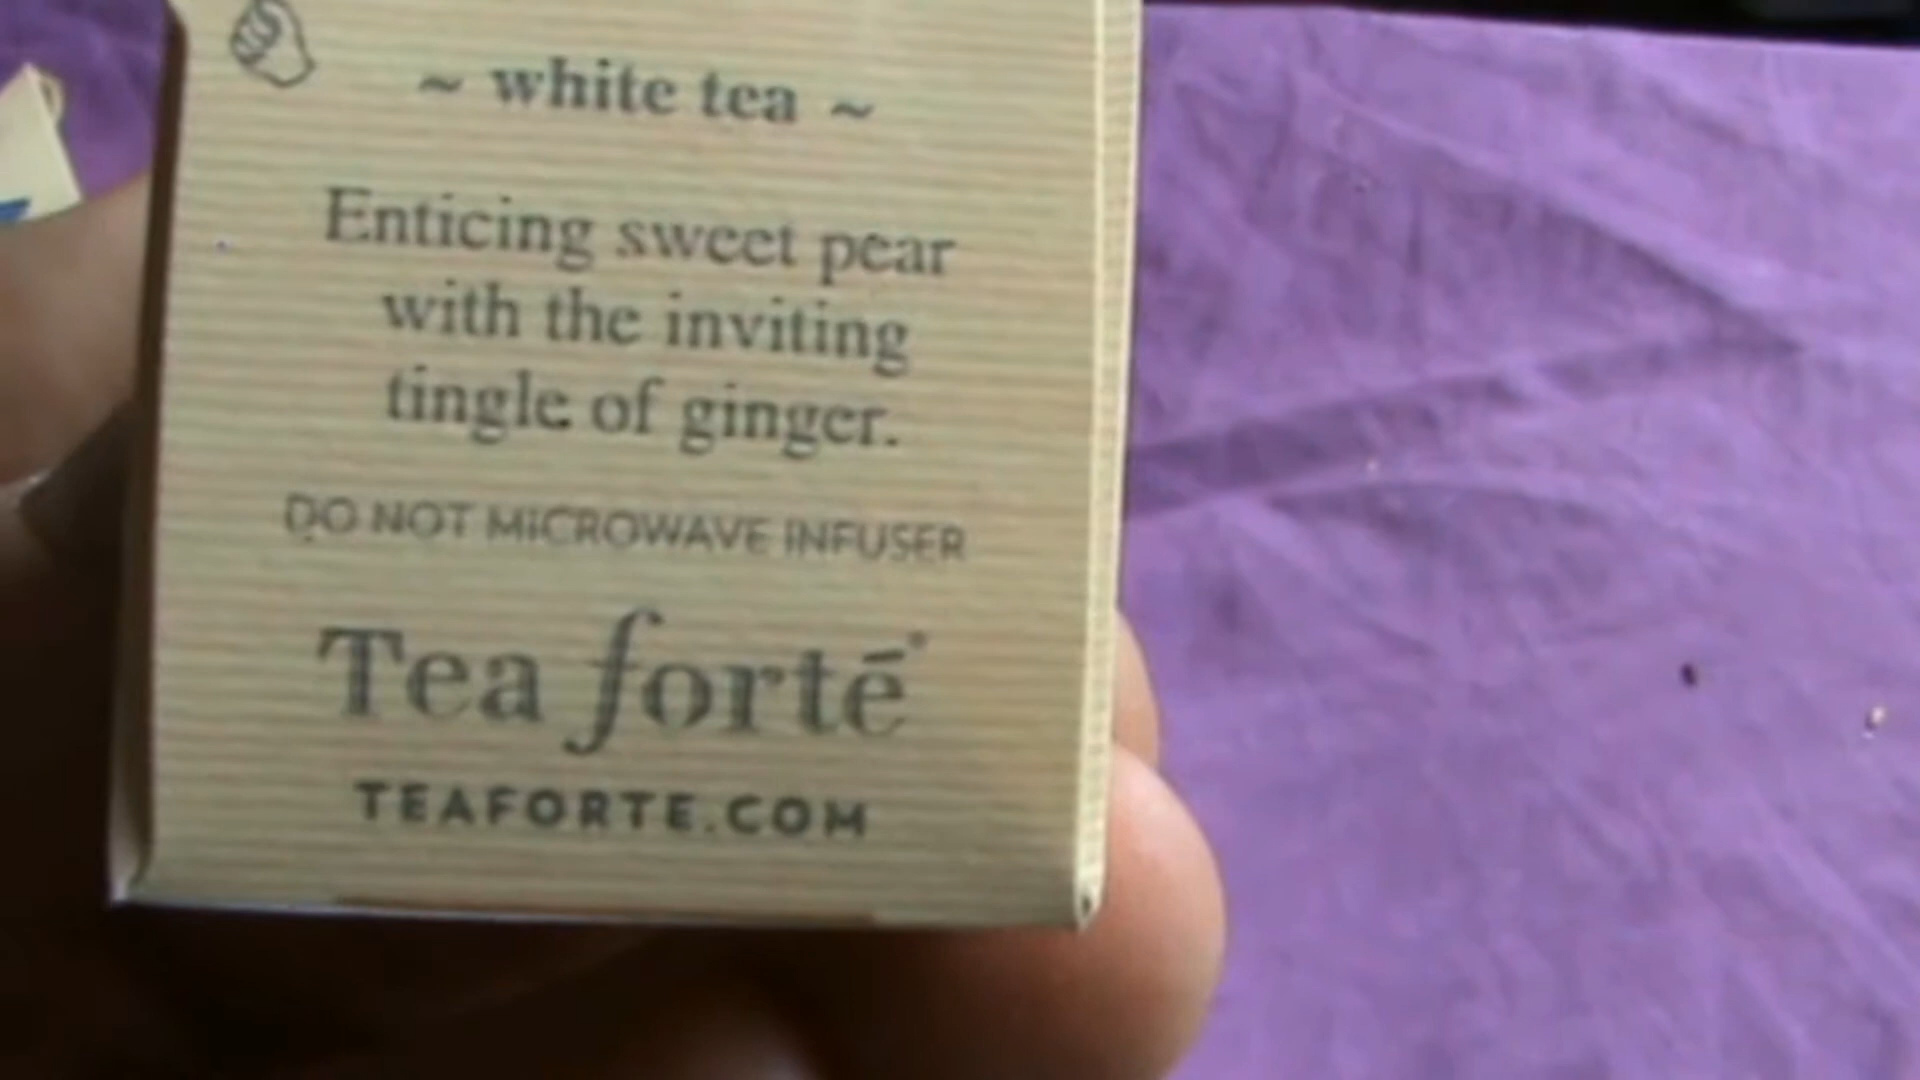 ~ white tea ~
Enticing sweet pear
with the inviting
tingle of ginger.
DO NOT MICROWAVE INFUSER
Tea forté®
TEAFORTE.COM